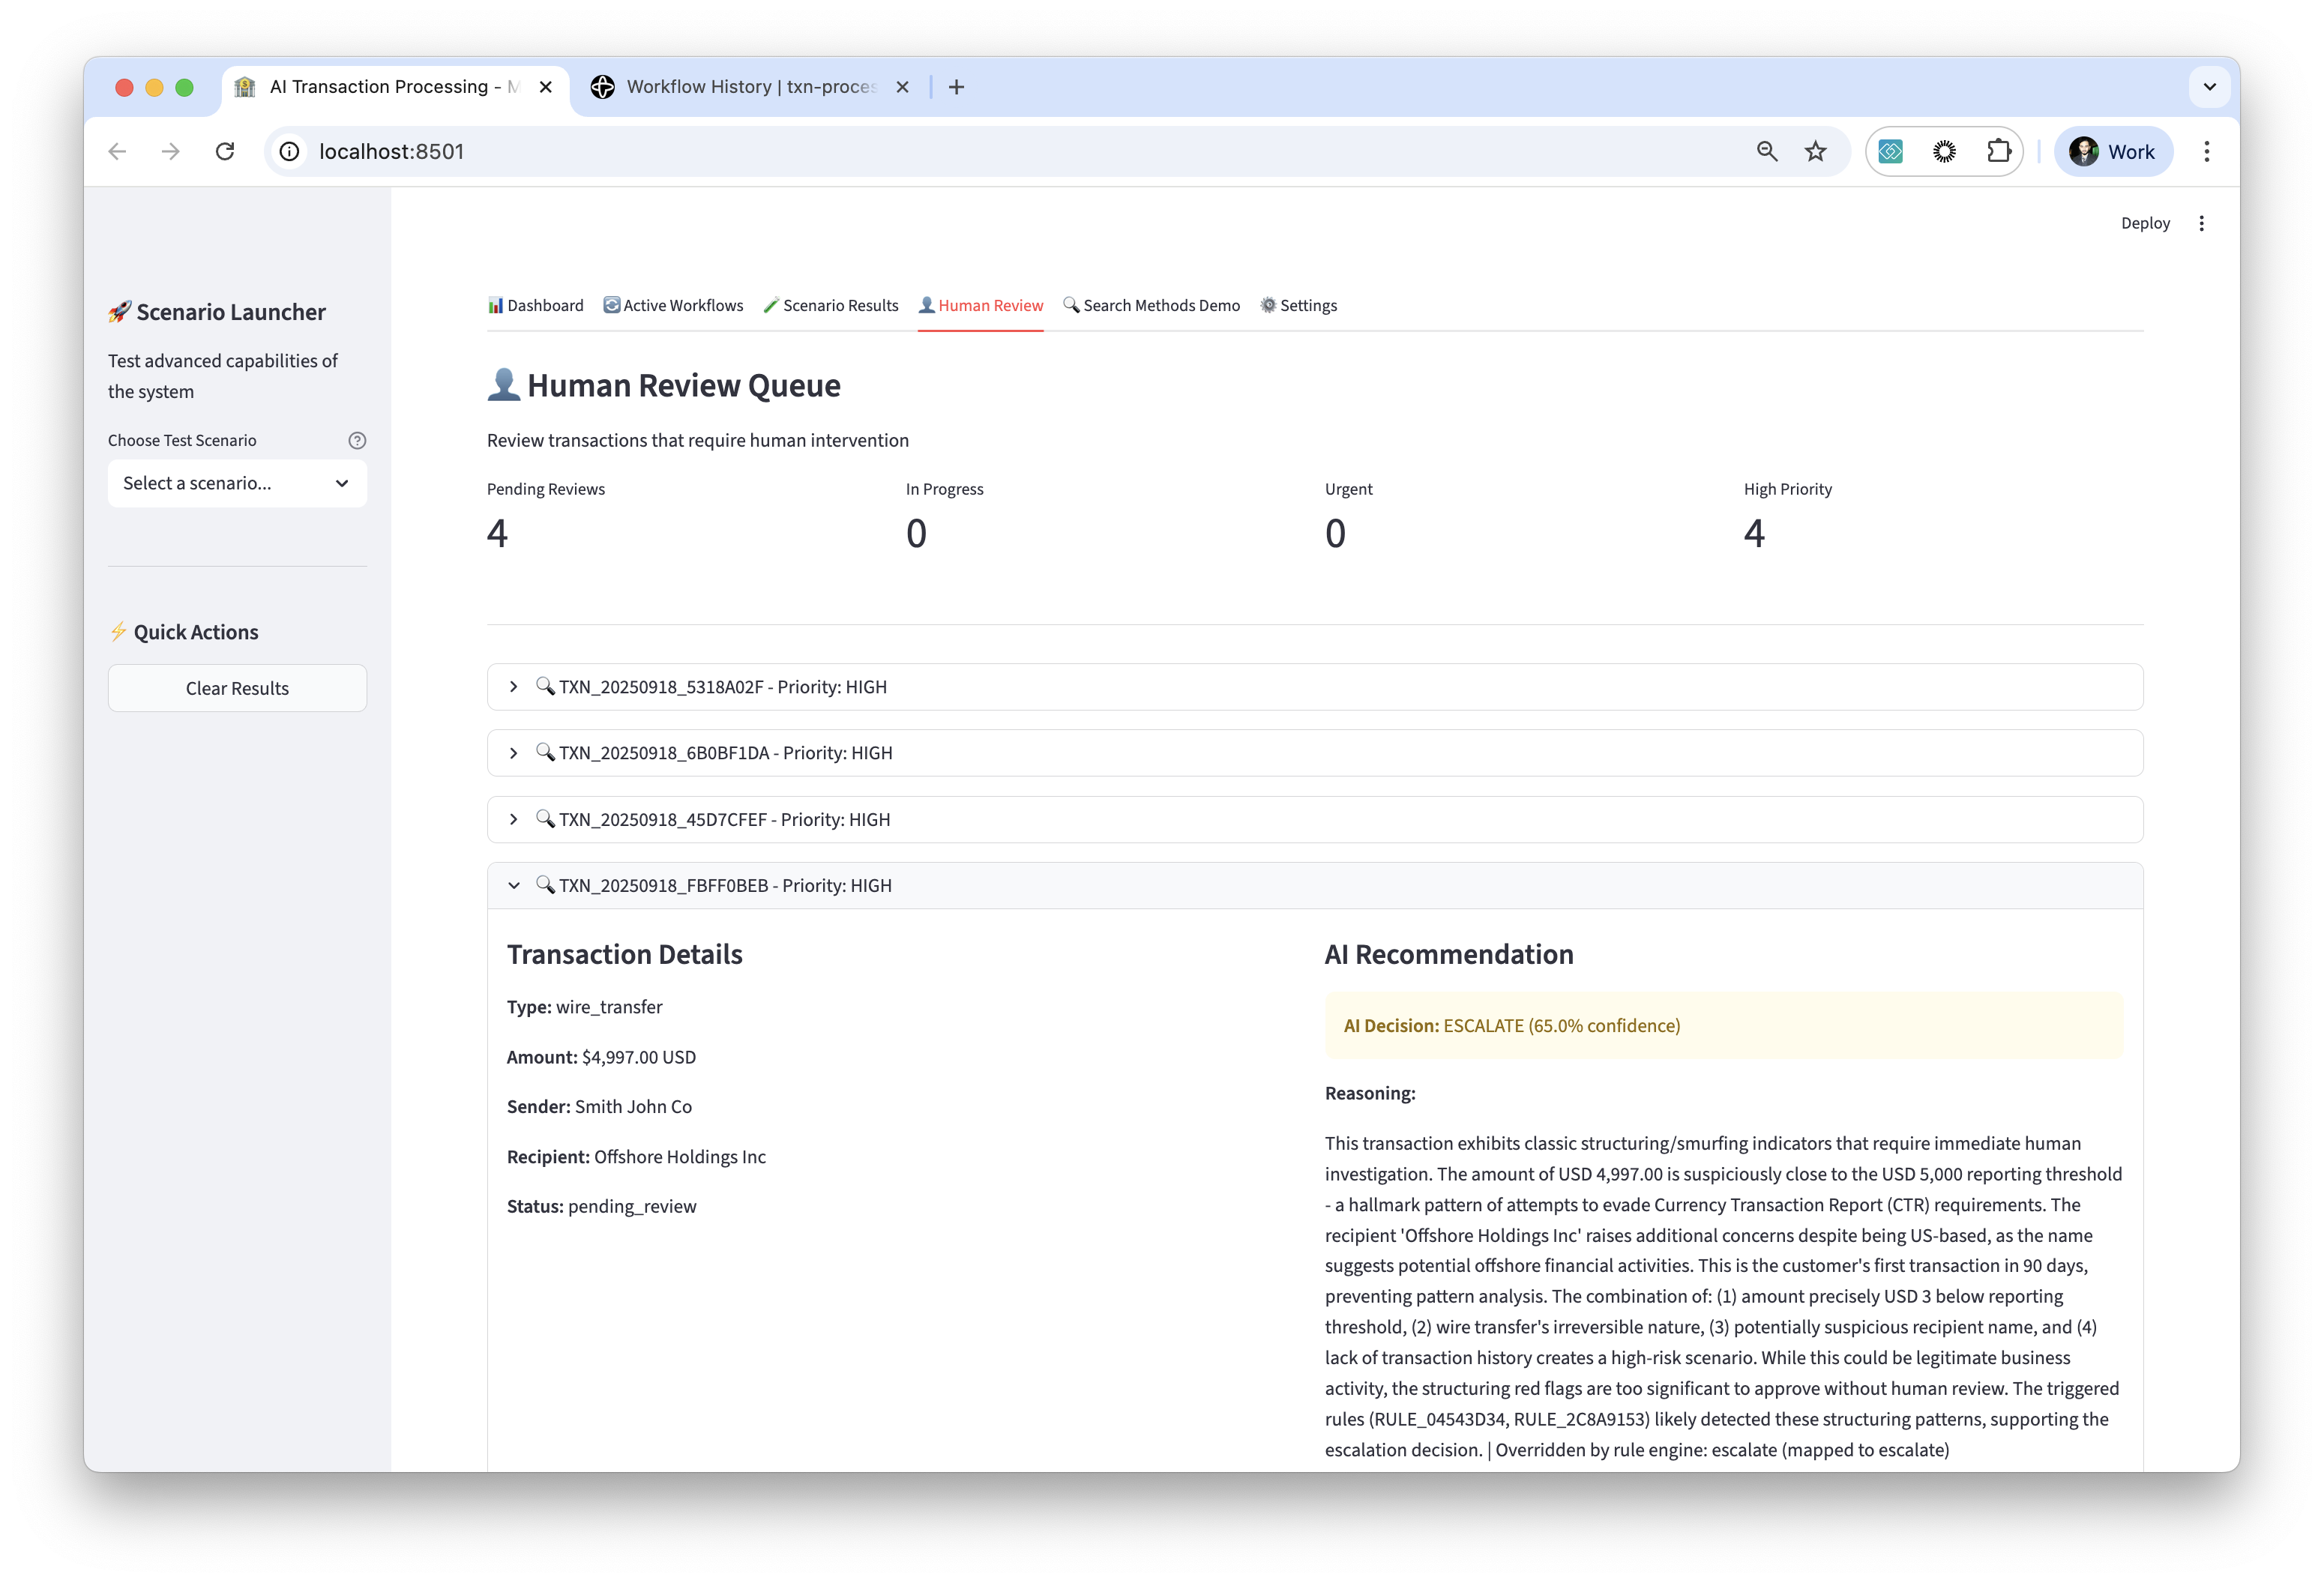 AI Transaction Processing - M
Workflow History | txn-proces
localhost:8501
Work
Deploy
Scenario Launcher
Test advanced capabilities of
the system
Choose Test Scenario
Select a scenario...
Quick Actions
Clear Results
Dashboard
Active Workflows
Scenario Results
Human Review
Search Methods Demo
Settings
Human Review Queue
Review transactions that require human intervention
Pending Reviews
4
In Progress
0
Urgent
0
High Priority
4
TXN_20250918_5318A02F - Priority: HIGH
TXN_20250918_6B0BF1DA - Priority: HIGH
TXN_20250918_45D7CFEF - Priority: HIGH
TXN_20250918_FBFF0BEB - Priority: HIGH
Transaction Details
Type: wire_transfer
Amount: $4,997.00 USD
Sender: Smith John Co
Recipient: Offshore Holdings Inc
Status: pending_review
AI Recommendation
AI Decision: ESCALATE (65.0% confidence)
Reasoning:
This transaction exhibits classic structuring/smurfing indicators that require immediate human
investigation. The amount of USD 4,997.00 is suspiciously close to the USD 5,000 reporting threshold
- a hallmark pattern of attempts to evade Currency Transaction Report (CTR) requirements. The
recipient 'Offshore Holdings Inc' raises additional concerns despite being US-based, as the name
suggests potential offshore financial activities. This is the customer's first transaction in 90 days,
preventing pattern analysis. The combination of: (1) amount precisely USD 3 below reporting
threshold, (2) wire transfer's irreversible nature, (3) potentially suspicious recipient name, and (4)
lack of transaction history creates a high-risk scenario. While this could be legitimate business
activity, the structuring red flags are too significant to approve without human review. The triggered
rules (RULE_04543D34, RULE_2C8A9153) likely detected these structuring patterns, supporting the
escalation decision. | Overridden by rule engine: escalate (mapped to escalate)